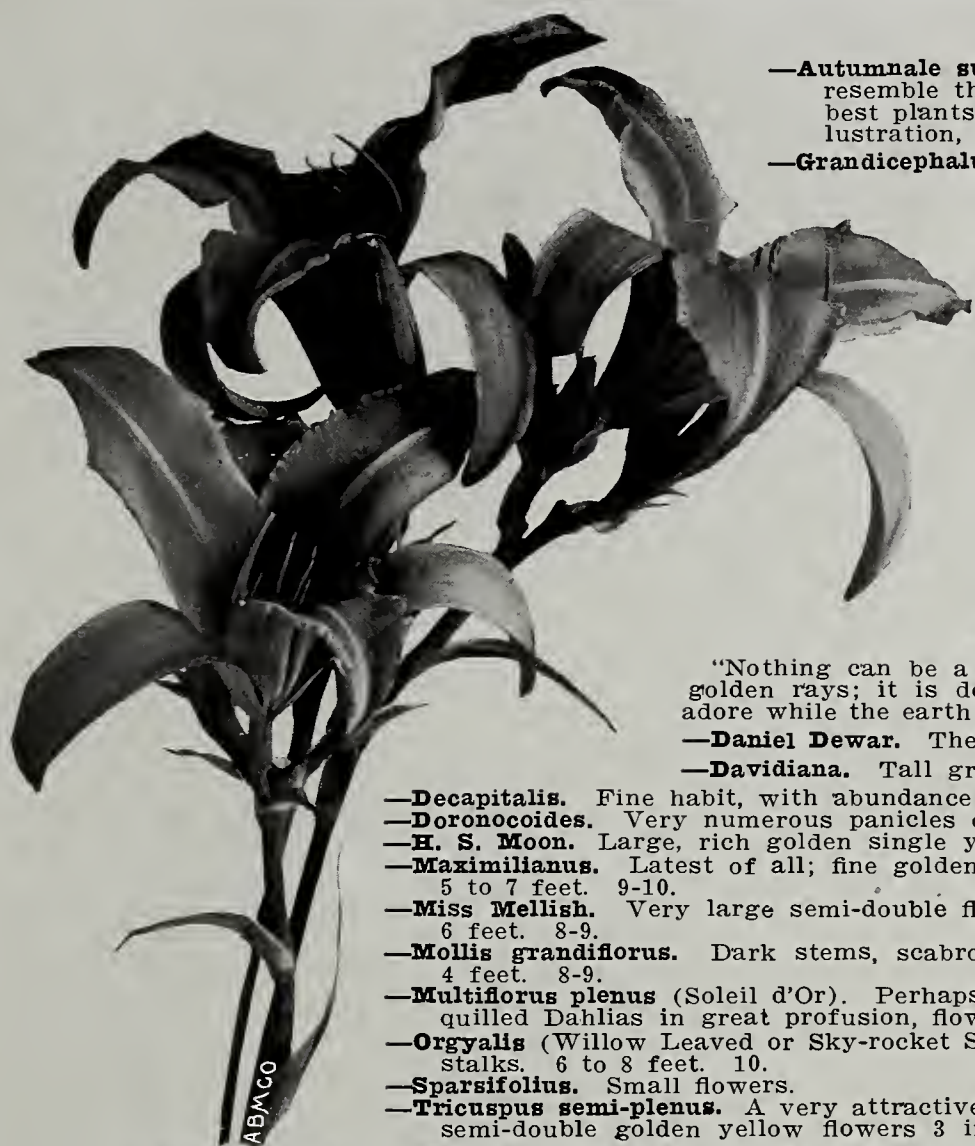 —Autumnale su
resemble th
best plants
lustration,
—Grandicephalu
"Nothing can be a
golden rays; it is de
adore while the earth
—Daniel Dewar. The
—Davidiana. Tall gr
—Decapitalis. Fine habit, with abundance
—Doronocoides. Very numerous panicles o
—H. S. Moon. Large, rich golden single y
—Maximilianus. Latest of all; fine golden
5 to 7 feet. 9-10.
—Miss Mellish. Very large semi-double fl
6 feet. 8-9.
—Mollis grandiflorus. Dark stems, scabro
4 feet. 8-9.
—Multiflorus plenus (Soleil d'Or). Perhaps
quilled Dahlias in great profusion, flow
—Orgyalis (Willow Leaved or Sky-rocket S
stalks. 6 to 8 feet. 10.
—Sparsifolius. Small flowers.
—Tricuspus semi-plenus. A very attractive
semi-double golden yellow flowers 3 i
ABMCO